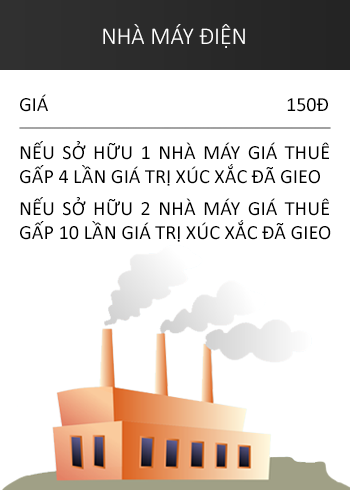 NHÀ MÁY ĐIỆN
GIÁ 150Đ
NẾU SỞ HỮU 1 NHÀ MÁY GIÁ THUÊ
GẤP 4 LẦN GIÁ TRỊ XÚC XẮC ĐÃ GIEO
NẾU SỞ HỮU 2 NHÀ MÁY GIÁ THUÊ
GẤP 10 LẦN GIÁ TRỊ XÚC XẮC ĐÃ GIEO